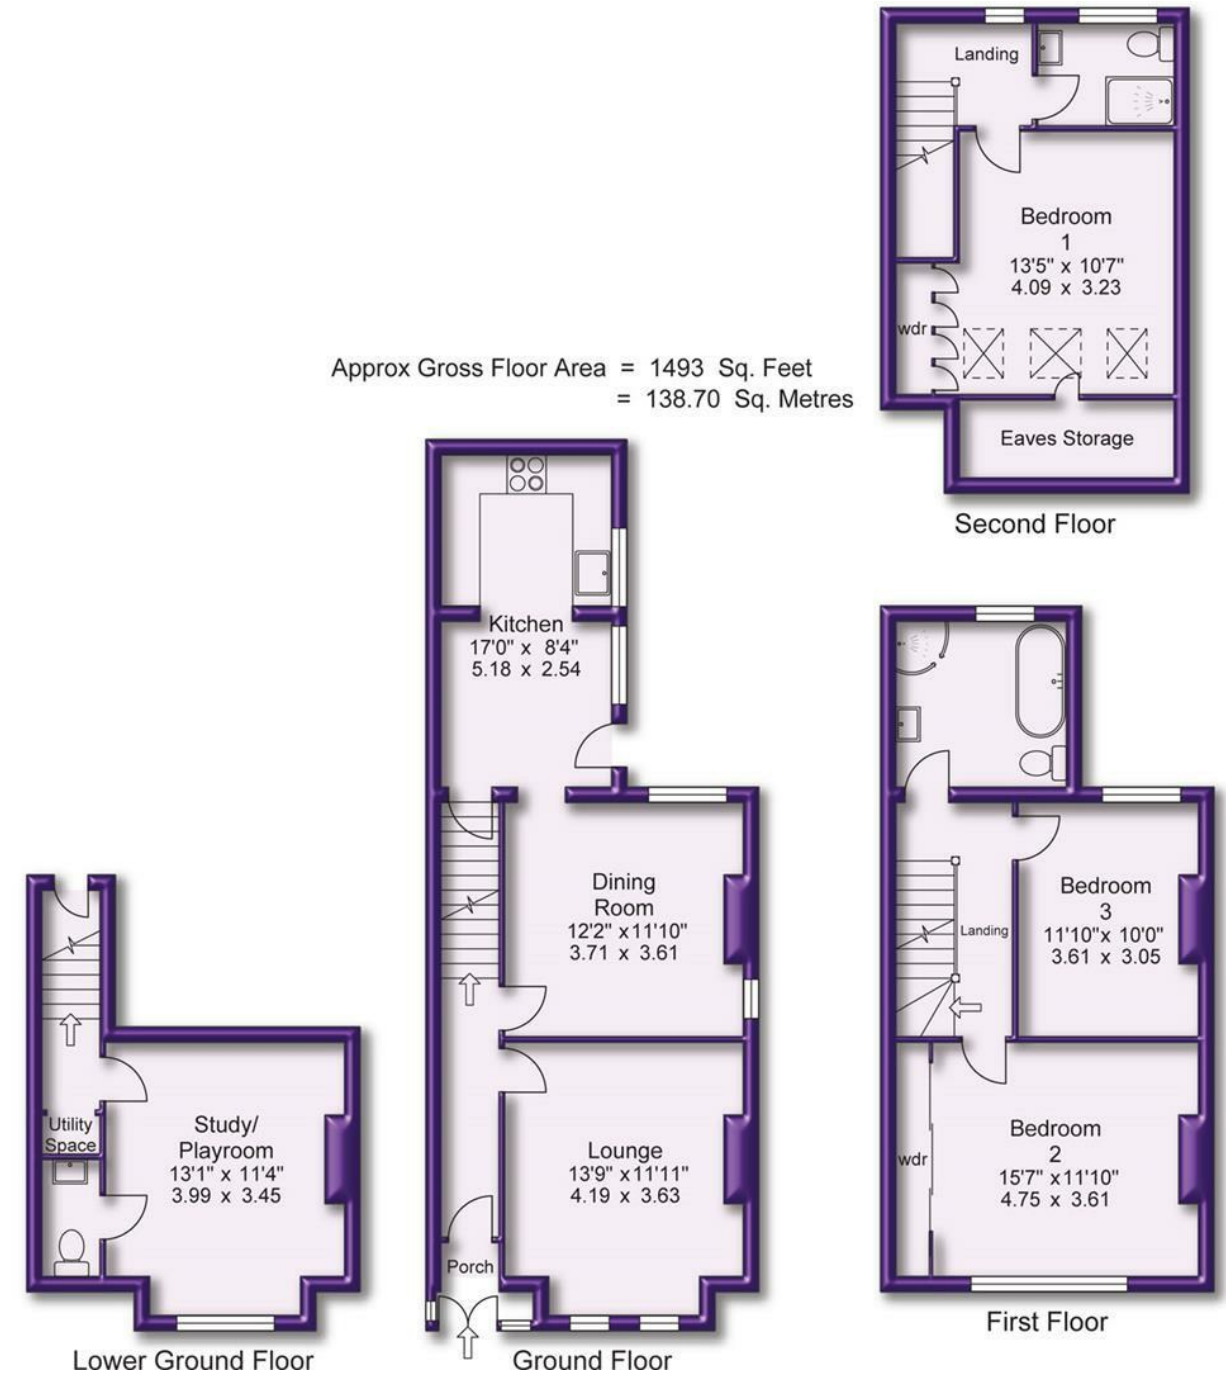 Landing
Bedroom
1
13'5" x 10'7"
4.09 x 3.23
wdr
Eaves Storage
Second Floor
Approx Gross Floor Area = 1493 Sq. Feet
= 138.70 Sq. Metres
Kitchen
17'0" x 8'4"
5.18 x 2.54
Dining
Room
12'2" x11'10"
3.71 x 3.61
Lounge
13'9" x11'11"
4.19 x 3.63
Porch
Ground Floor
Landing
Bedroom
3
11'10"x 10'0"
3.61 x 3.05
Bedroom
2
15'7" x11'10"
4.75 x 3.61
wdr
First Floor
Utility
Space
Study/
Playroom
13'1" x 11'4"
3.99 x 3.45
Lower Ground Floor